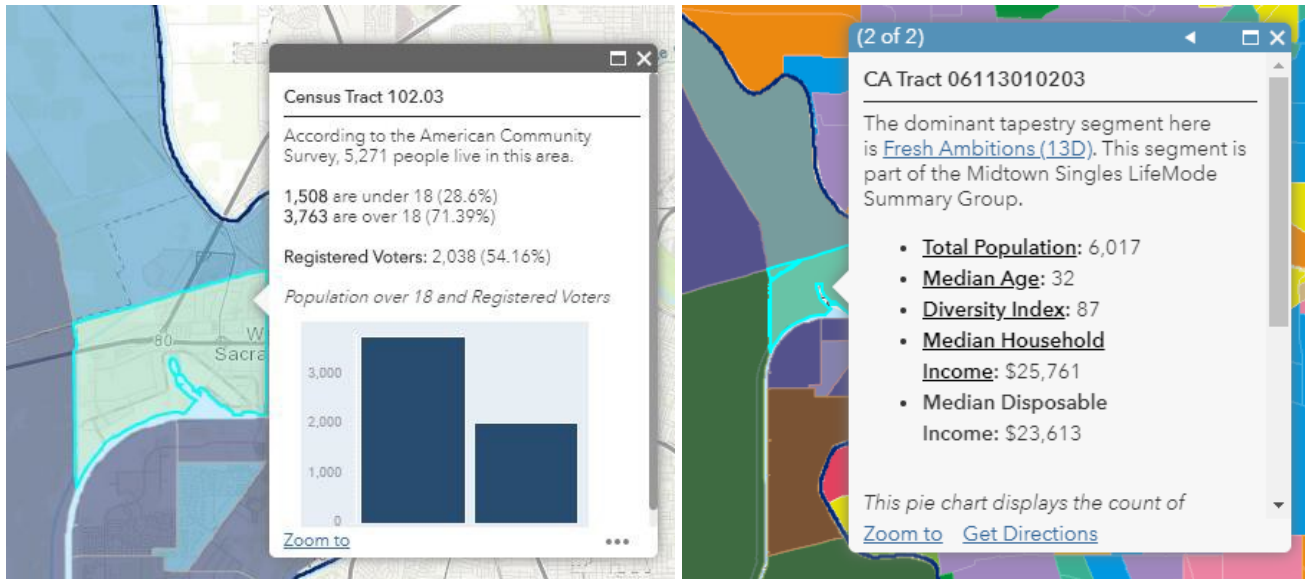 Census Tract 102.03
According to the American Community
Survey, 5,271 people live in this area.
1,508 are under 18 (28.6%)
3,763 are over 18 (71.39%)
Registered Voters: 2,038 (54.16%)
Population over 18 and Registered Voters
3,000
2,000
1,000
0
Zoom to
80
W
Sacra
(2 of 2)
CA Tract 06113010203
The dominant tapestry segment here
is Fresh Ambitions (13D). This segment is
part of the Midtown Singles LifeMode
Summary Group.
• Total Population: 6,017
• Median Age: 32
• Diversity Index: 87
• Median Household
Income: $25,761
• Median Disposable
Income: $23,613
This pie chart displays the count of
Zoom to Get Directions